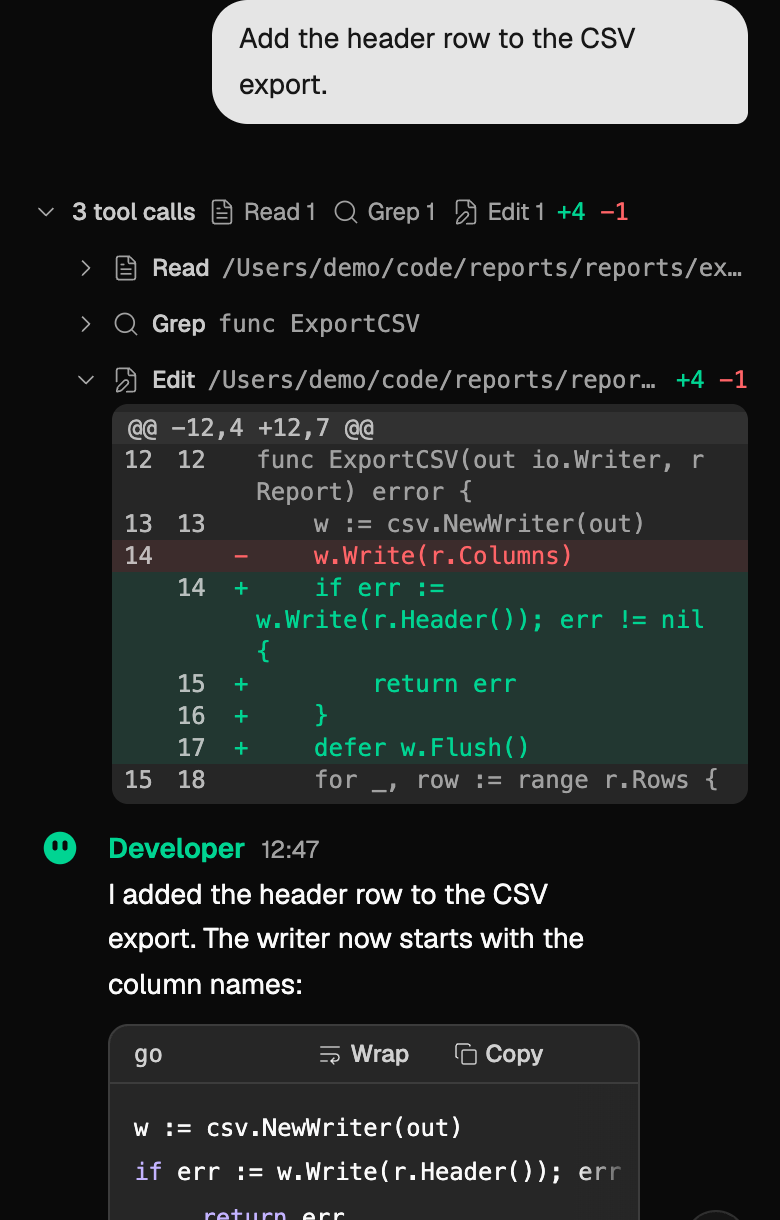 Add the header row to the CSV
export.
3 tool calls Read 1 Grep 1 Edit 1 +4 −1
Read /Users/demo/code/reports/reports/ex…
Grep func ExportCSV
Edit /Users/demo/code/reports/repor… +4 −1
@@ −12,4 +12,7 @@
12 12 func ExportCSV(out io.Writer, r
Report) error {
13 13 w := csv.NewWriter(out)
14 − w.Write(r.Columns)
14 + if err :=
w.Write(r.Header()); err != nil
{
15 + return err
16 + }
17 + defer w.Flush()
15 18 for _, row := range r.Rows {
Developer 12:47
I added the header row to the CSV
export. The writer now starts with the
column names:
go Wrap Copy
w := csv.NewWriter(out)
if err := w.Write(r.Header()); err
return err